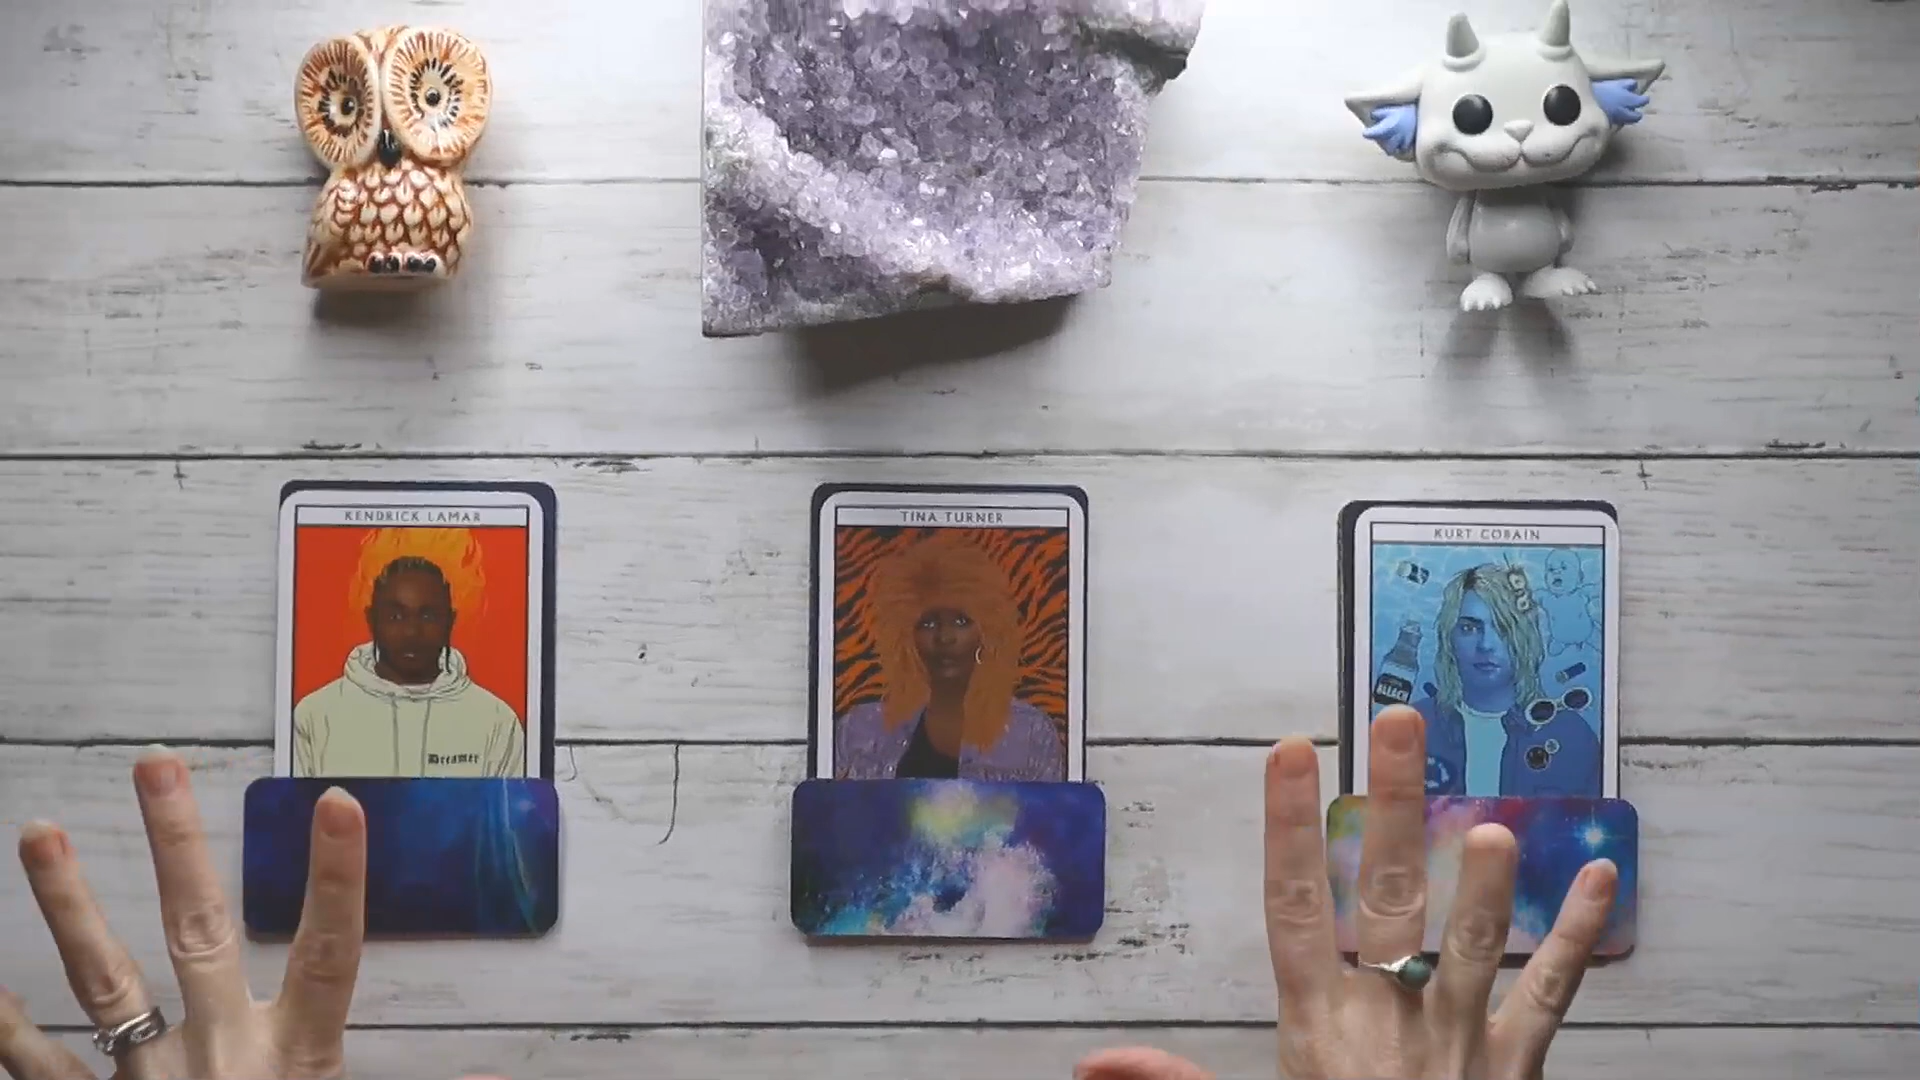 KENDRICK LAMAR
TINA TURNER
KURT COBAIN
BLEACH
Dreamer